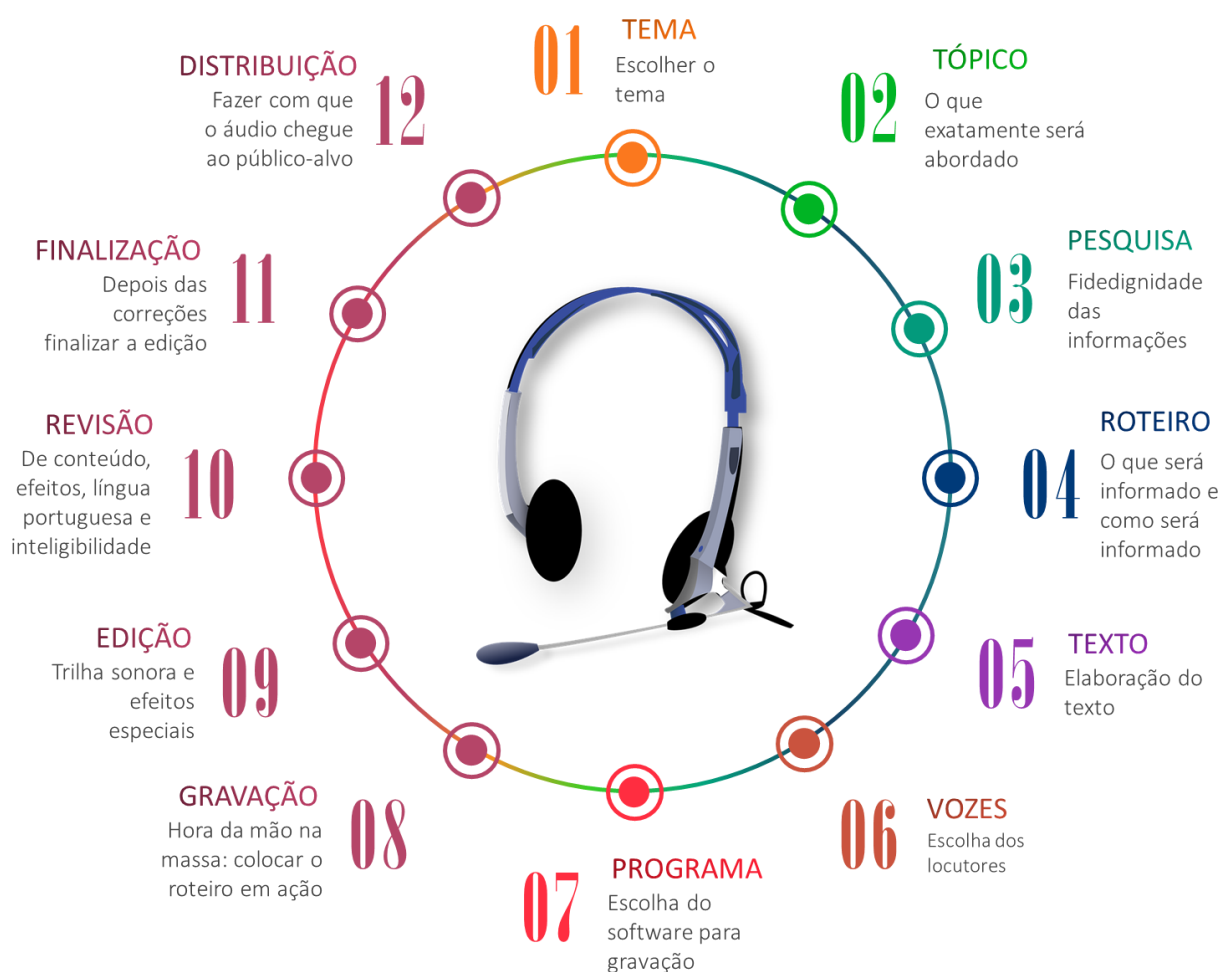 01
TEMA
Escolher o
tema
02
TÓPICO
O que
exatamente será
abordado
03
PESQUISA
Fidedignidade
das
informações
04
ROTEIRO
O que será
informado e
como será
informado
05
TEXTO
Elaboração do
texto
06
VOZES
Escolha dos
locutores
07
PROGRAMA
Escolha do
software para
gravação
08
GRAVAÇÃO
Hora da mão na
massa: colocar o
roteiro em ação
09
EDIÇÃO
Trilha sonora e
efeitos
especiais
10
REVISÃO
De conteúdo,
efeitos, língua
portuguesa e
inteligibilidade
11
FINALIZAÇÃO
Depois das
correções
finalizar a edição
12
DISTRIBUIÇÃO
Fazer com que
o áudio chegue
ao público-alvo